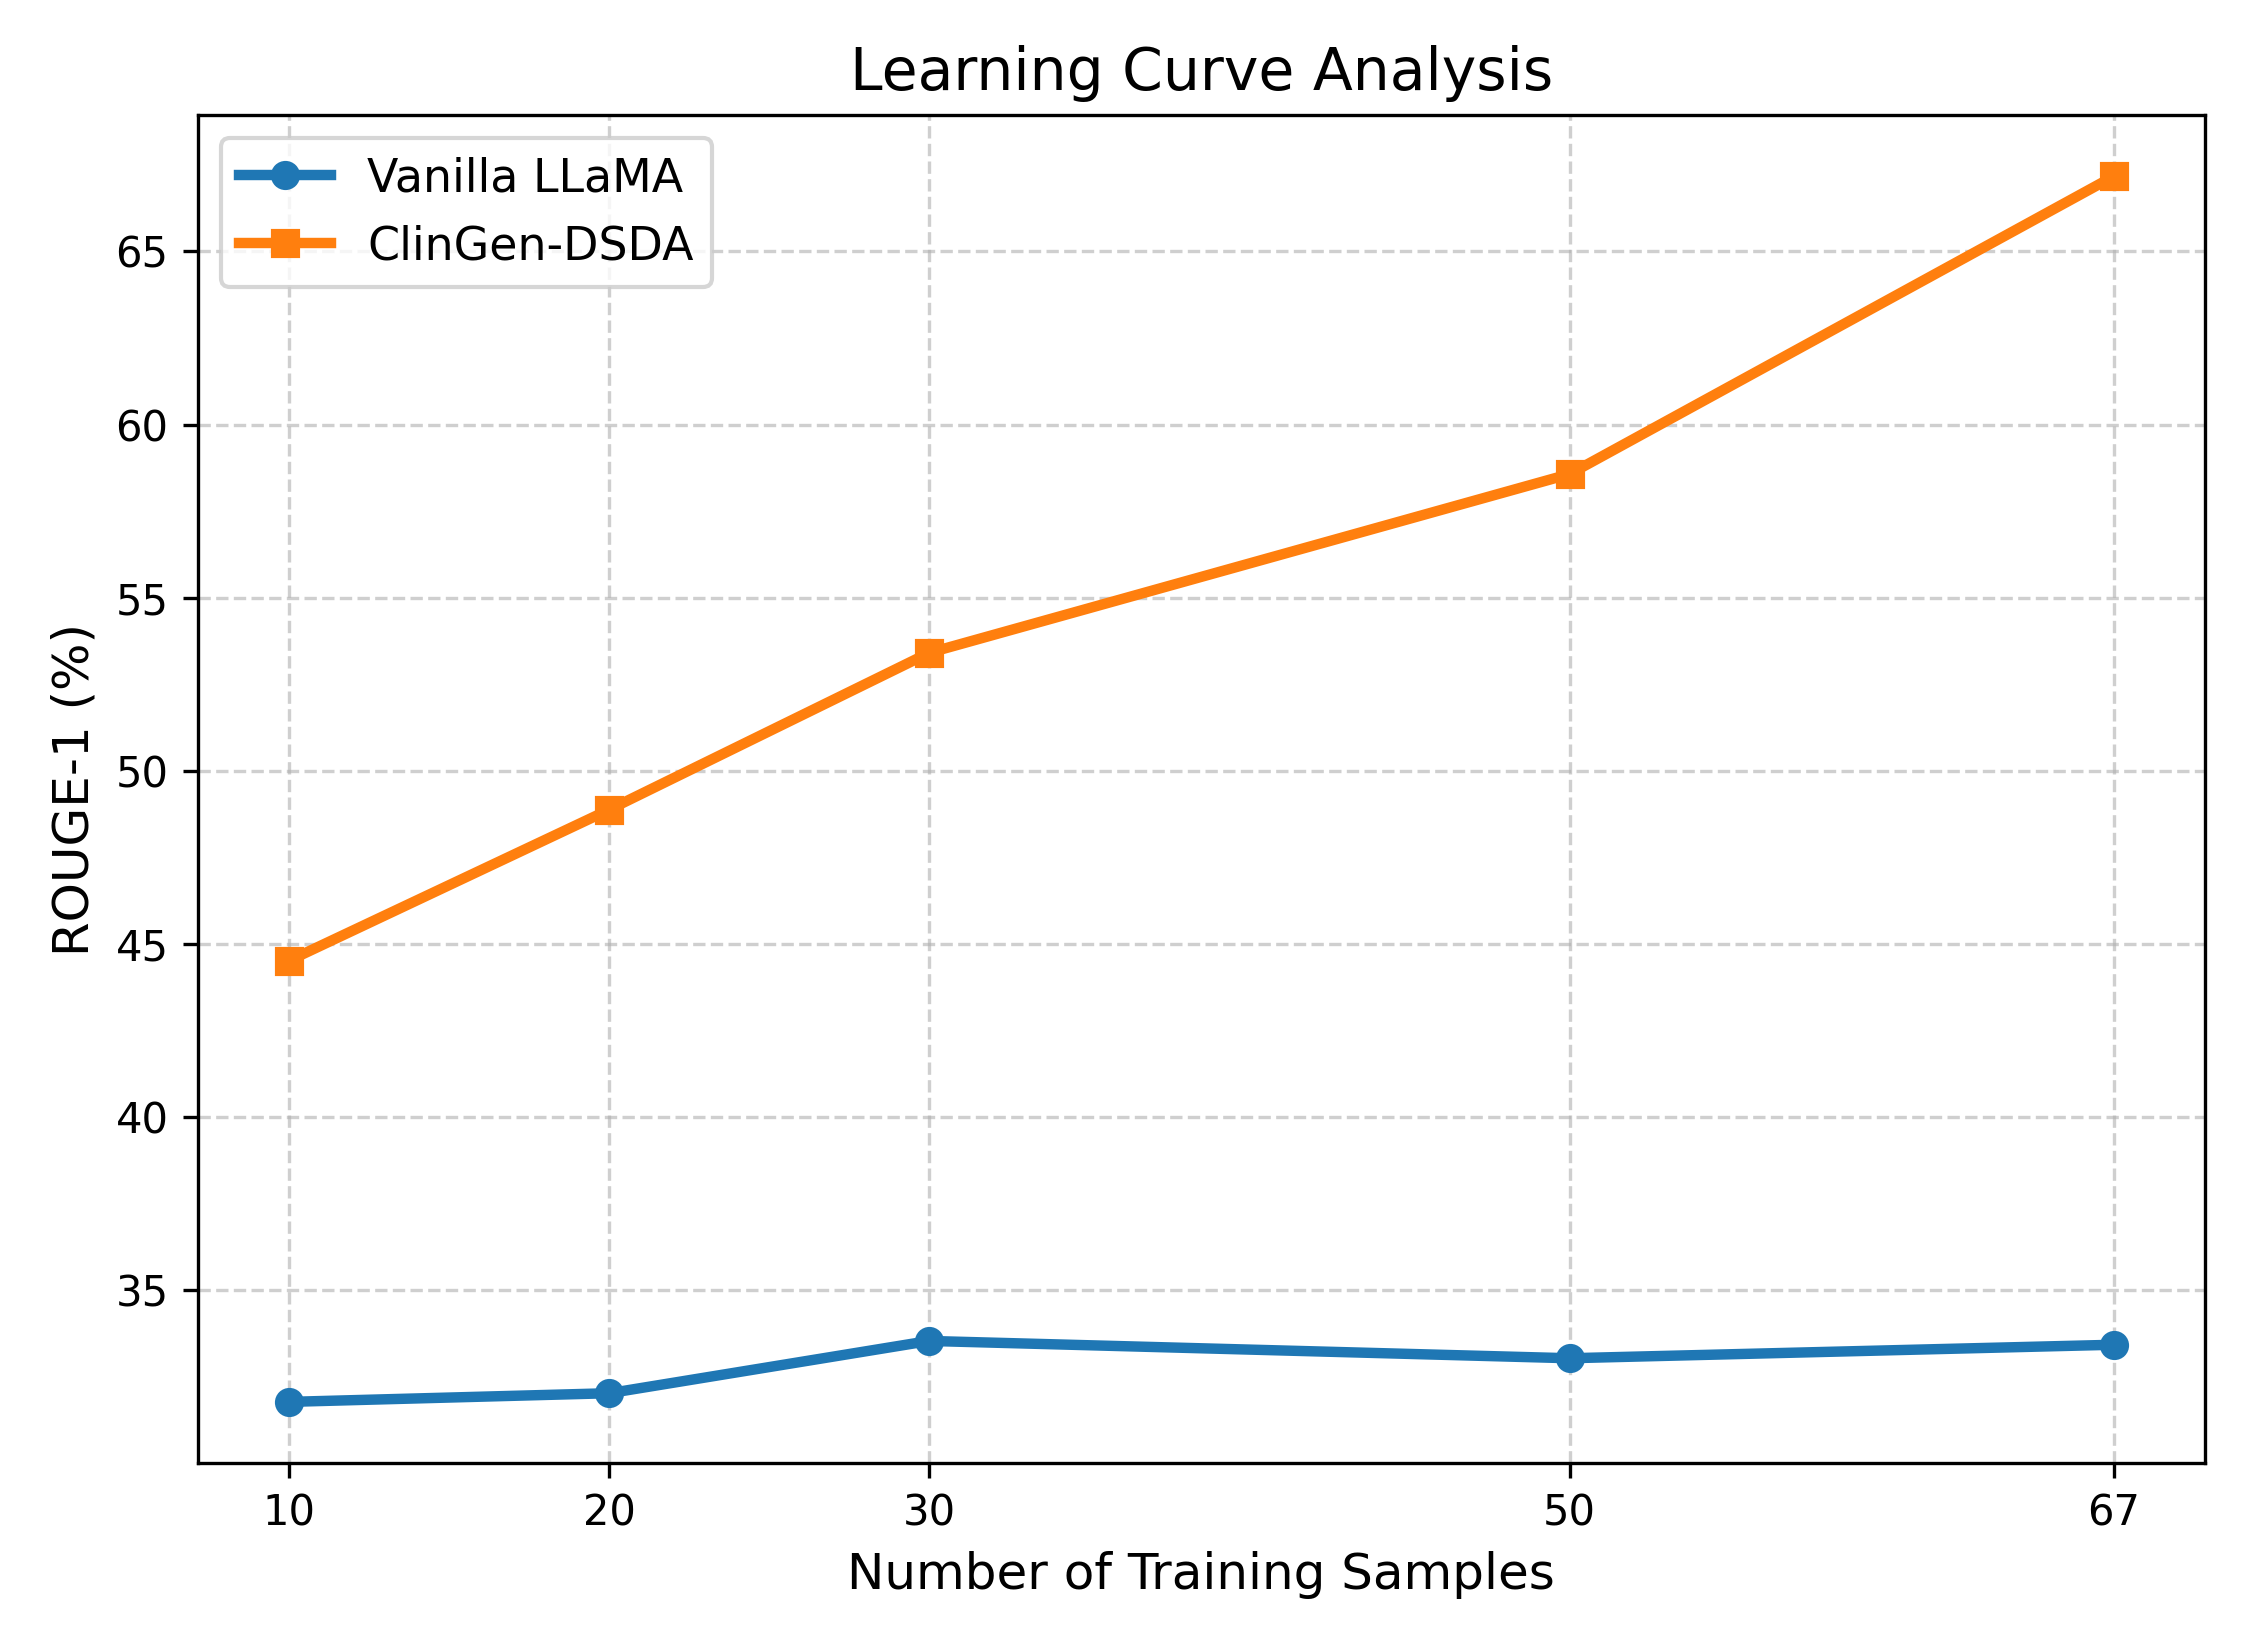 Learning Curve Analysis
Vanilla LLaMA
ClinGen-DSDA
65
60
55
50
45
40
35
ROUGE-1 (%)
10 20 30 50 67
Number of Training Samples